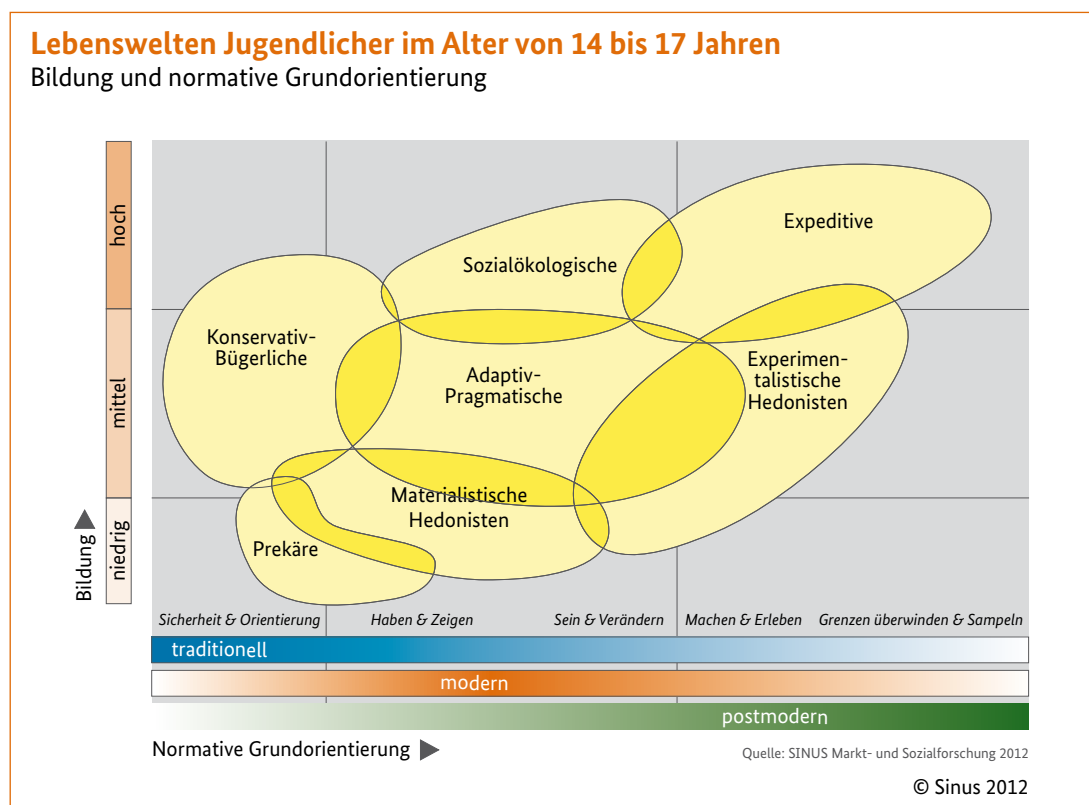 Lebenswelten Jugendlicher im Alter von 14 bis 17 Jahren
Bildung und normative Grundorientierung
hoch
mittel
niedrig
Bildung ▶
Expeditive
Sozialökologische
Konservativ-
Bügerliche
Adaptiv-
Pragmatische
Experimen-
talistische
Hedonisten
Materialistische
Hedonisten
Prekäre
Sicherheit & Orientierung
Haben & Zeigen
Sein & Verändern
Machen & Erleben
Grenzen überwinden & Sampeln
traditionell
modern
postmodern
Normative Grundorientierung ▶
Quelle: SINUS Markt- und Sozialforschung 2012
© Sinus 2012